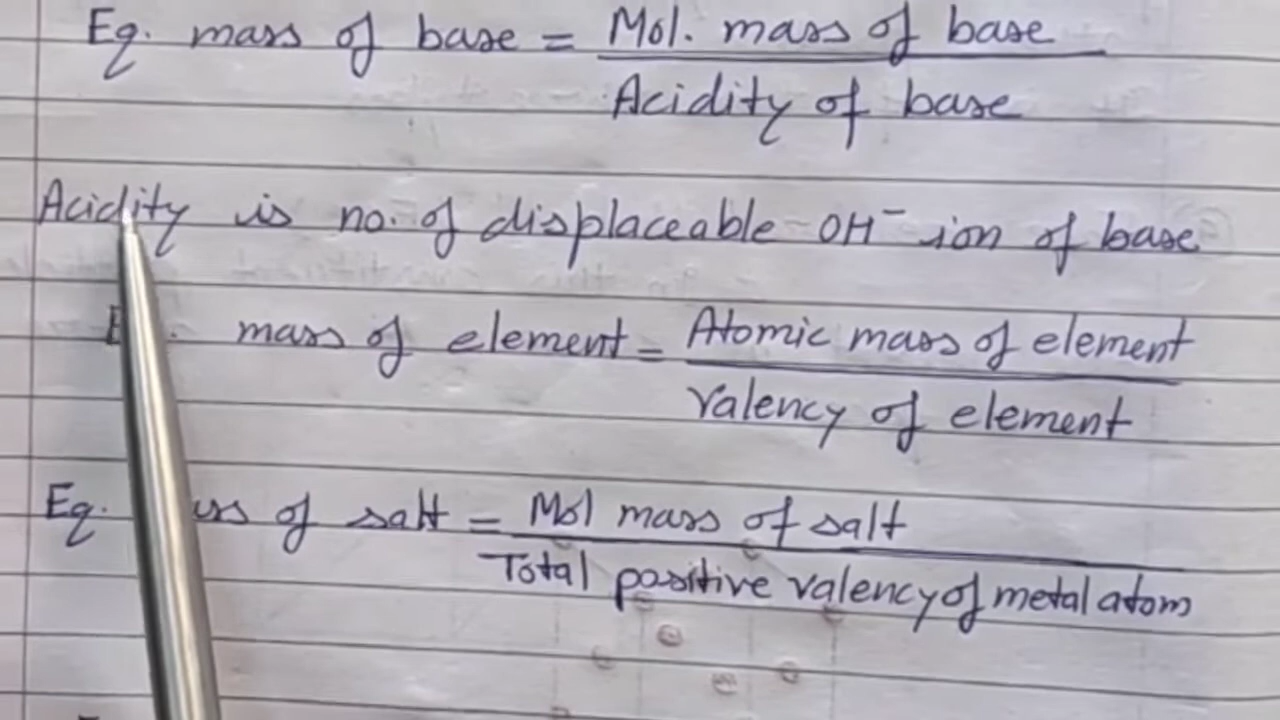 Eq. mass of base = Mol. mass of base
Acidity of base
Acidity is no. of displaceable OH⁻ ion of base
mass of element = Atomic mass of element
Valency of element
Eq. of salt = Mol mass of salt
Total positive valency of metal atom